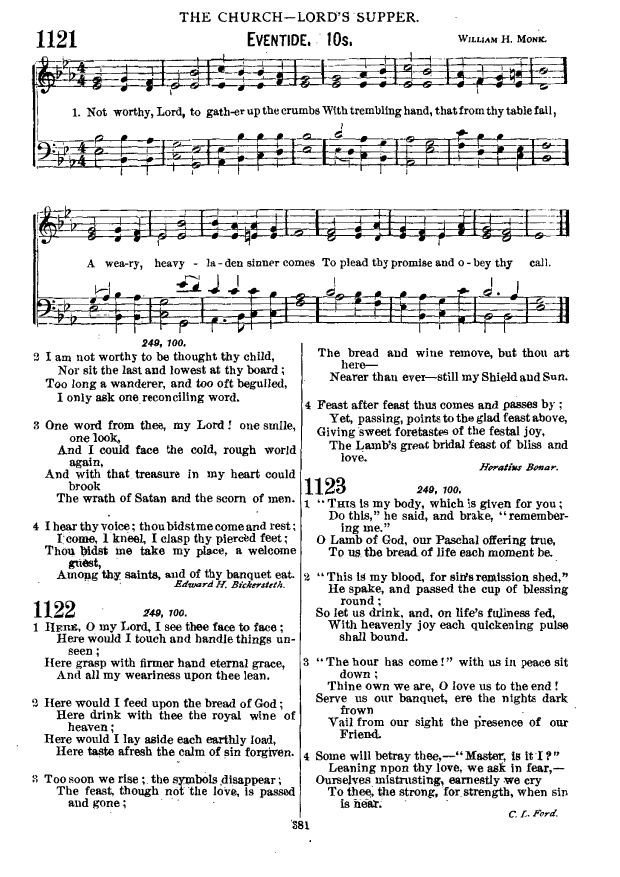 THE CHURCH—LORD'S SUPPER.
1121
EVENTIDE. 10s.
WILLIAM H. MONK.
1. Not worthy, Lord, to gath-er up the crumbs With trembling hand, that from thy table fall,
A wea-ry, heavy - la-den sinner comes To plead thy promise and o-bey thy call.
249, 100.
2 I am not worthy to be thought thy child,
Nor sit the last and lowest at thy board;
Too long a wanderer, and too oft beguiled,
I only ask one reconciling word.
3 One word from thee, my Lord! one smile,
one look,
And I could face the cold, rough world
again,
And with that treasure in my heart could
brook
The wrath of Satan and the scorn of men.
4 I hear thy voice; thou bidst me come and rest;
I come, I kneel, I clasp thy pierced feet;
Thou bidst me take my place, a welcome
guest,
Among thy saints, and of thy banquet eat.
Edward H. Bickersteth.
1122
249, 100.
1 HERE, O my Lord, I see thee face to face;
Here would I touch and handle things un-
seen;
Here grasp with firmer hand eternal grace,
And all my weariness upon thee lean.
2 Here would I feed upon the bread of God;
Here drink with thee the royal wine of
heaven;
Here would I lay aside each earthly load,
Here taste afresh the calm of sin forgiven.
3 Too soon we rise; the symbols disappear;
The feast, though not the love, is passed
and gone;
The bread and wine remove, but thou art
here—
Nearer than ever—still my Shield and Sun.
4 Feast after feast thus comes and passes by;
Yet, passing, points to the glad feast above,
Giving sweet foretastes of the festal joy,
The Lamb's great bridal feast of bliss and
love.
Horatius Bonar.
1123
249, 100.
1 "THIS is my body, which is given for you;
Do this," he said, and brake, "remember-
ing me."
O Lamb of God, our Paschal offering true,
To us the bread of life each moment be.
2 "This is my blood, for sin's remission shed,"
He spake, and passed the cup of blessing
round;
So let us drink, and, on life's fullness fed,
With heavenly joy each quickening pulse
shall bound.
3 "The hour has come!" with us in peace sit
down;
Thine own we are, O love us to the end!
Serve us our banquet, ere the nights dark
frown
Vail from our sight the presence of our
Friend.
4 Some will betray thee,—"Master, is it I?"
Leaning npon thy love, we ask in fear,—
Ourselves mistrusting, earnestly we cry
To thee, the strong, for strength, when sin
is near.
C. L. Ford.
381